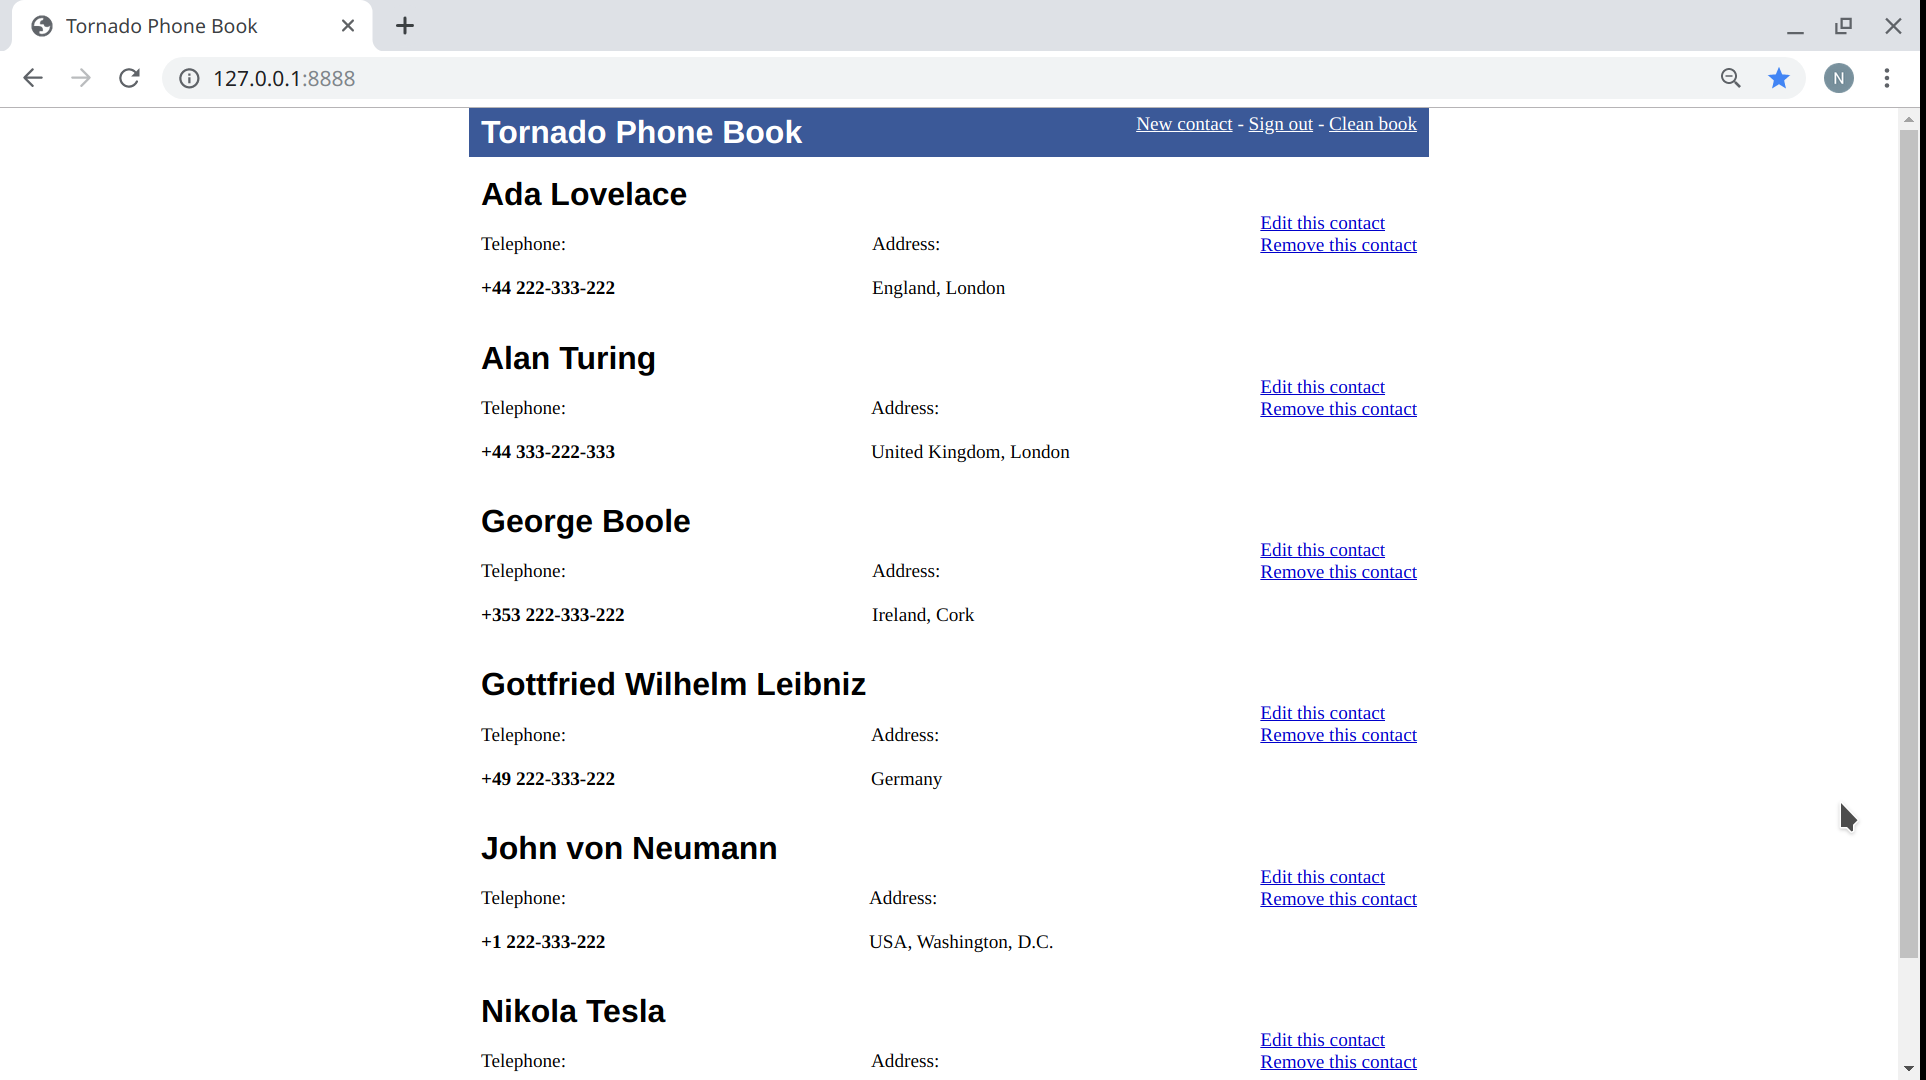 Tornado Phone Book
127.0.0.1:8888
N
Tornado Phone Book
New contact - Sign out - Clean book
Ada Lovelace
Edit this contact
Telephone: Address: Remove this contact
+44 222-333-222 England, London
Alan Turing
Edit this contact
Telephone: Address: Remove this contact
+44 333-222-333 United Kingdom, London
George Boole
Edit this contact
Telephone: Address: Remove this contact
+353 222-333-222 Ireland, Cork
Gottfried Wilhelm Leibniz
Edit this contact
Telephone: Address: Remove this contact
+49 222-333-222 Germany
John von Neumann
Edit this contact
Telephone: Address: Remove this contact
+1 222-333-222 USA, Washington, D.C.
Nikola Tesla
Edit this contact
Telephone: Address: Remove this contact